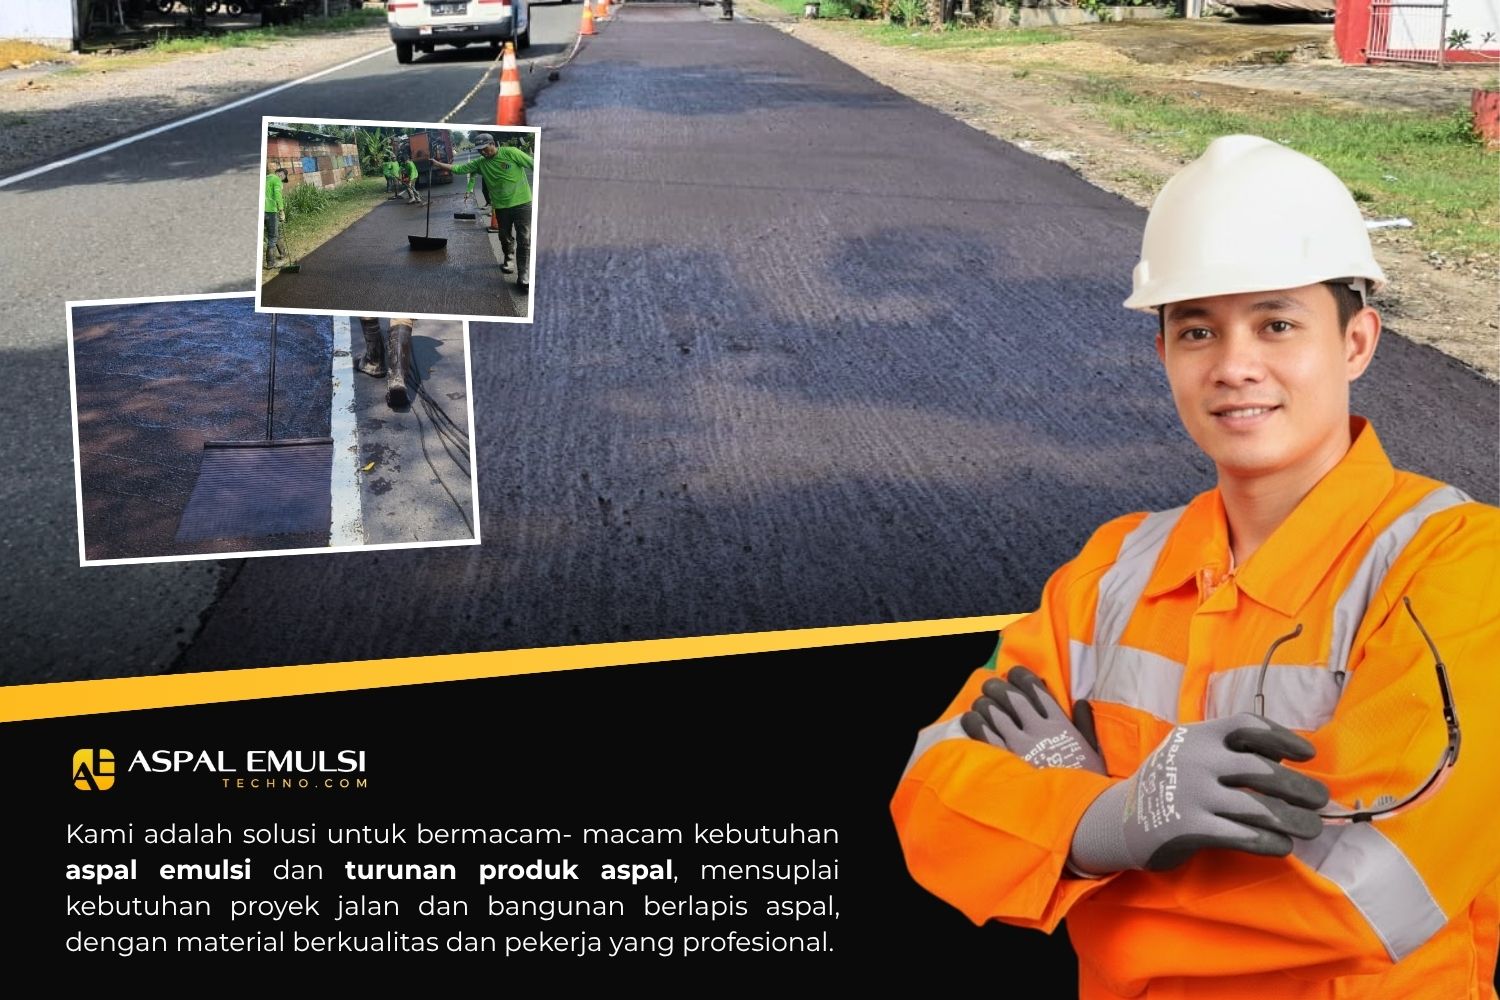 ASPAL EMULSI
TECHNO.COM
Kami adalah solusi untuk bermacam- macam kebutuhan
aspal emulsi dan turunan produk aspal, mensuplai
kebutuhan proyek jalan dan bangunan berlapis aspal,
dengan material berkualitas dan pekerja yang profesional.
MaxiFlex